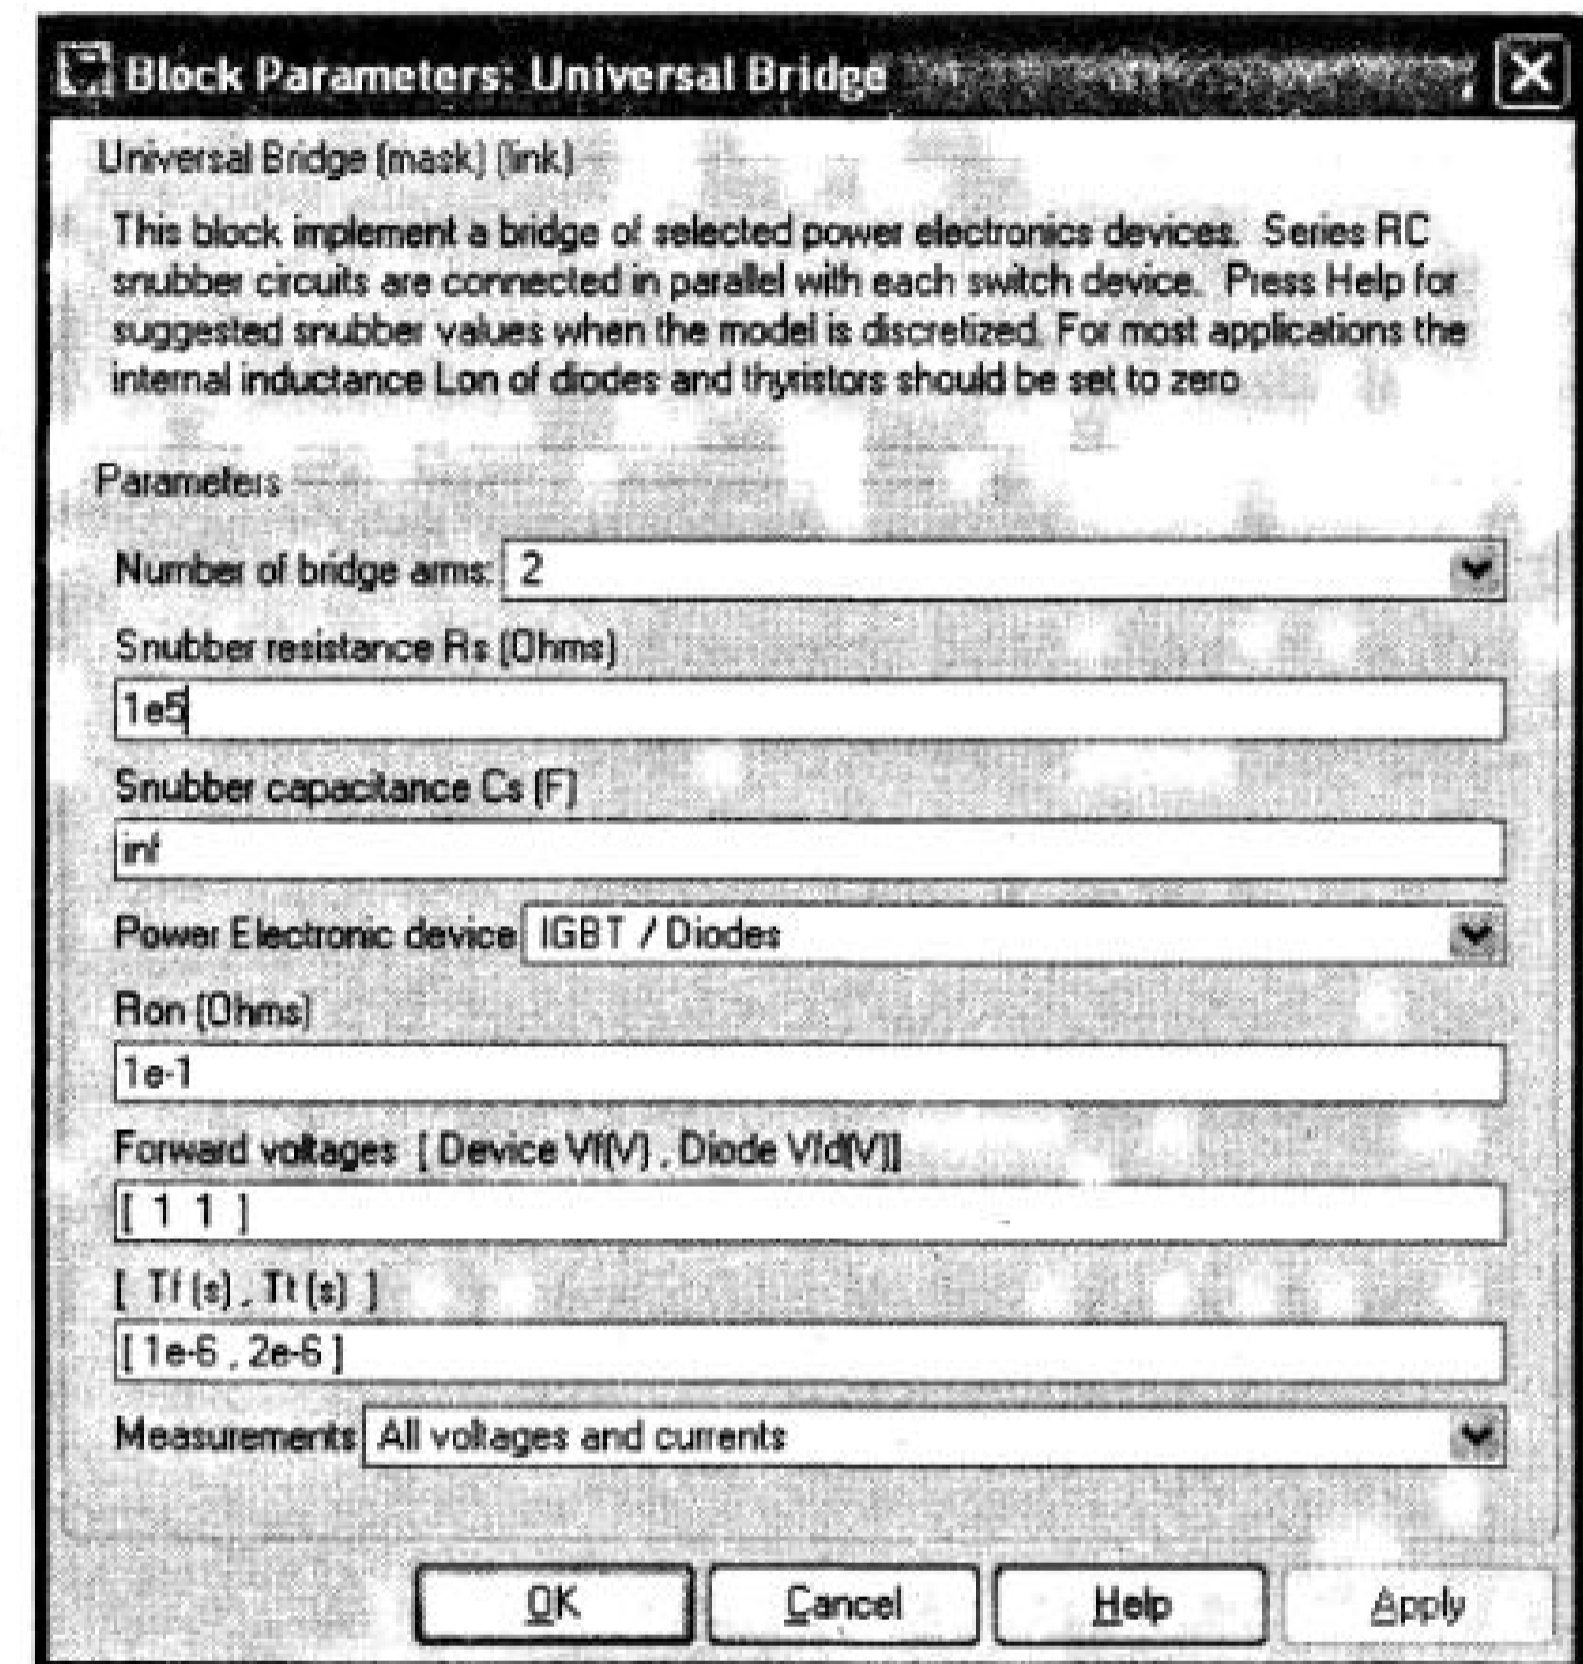 Block Parameters: Universal Bridge
Universal Bridge (mask) (link)
This block implement a bridge of selected power electronics devices. Series RC
snubber circuits are connected in parallel with each switch device. Press Help for
suggested snubber values when the model is discretized. For most applications the
internal inductance Lon of diodes and thyristors should be set to zero
Parameters
Number of bridge arms: 2
Snubber resistance Rs (Ohms)
1e5
Snubber capacitance Cs (F)
inf
Power Electronic device IGBT / Diodes
Ron (Ohms)
1e-1
Forward voltages [ Device Vf(V) , Diode Vfd(V)]
[ 1 1 ]
[ Tf (s) , Tt (s) ]
[ 1e-6 , 2e-6 ]
Measurements All voltages and currents
OK Cancel Help Apply